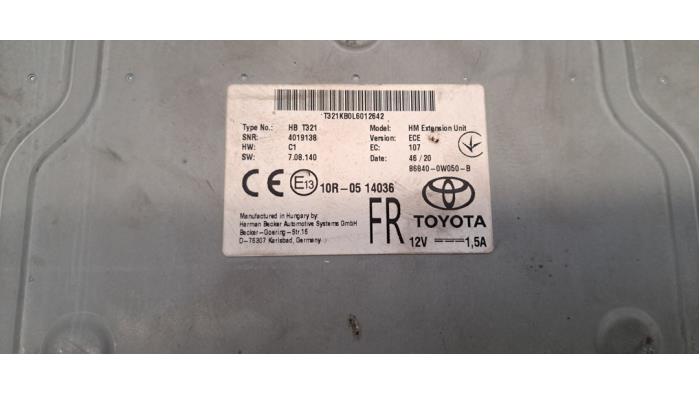 T321KB0L6012642
Type No.: HB T321 Model: HM Extension Unit
SNR: 4019138 Version: ECE
HW: C1 EC: 107
SW: 7.08.140 Date: 46/20
86840-0W050-B
CE E13 10R-05 14036
TOYOTA
Manufactured in Hungary by:
Harman Becker Automotive Systems GmbH
Becker-Goering-Str.16
D-76307 Karlsbad, Germany
FR
12V 1,5A